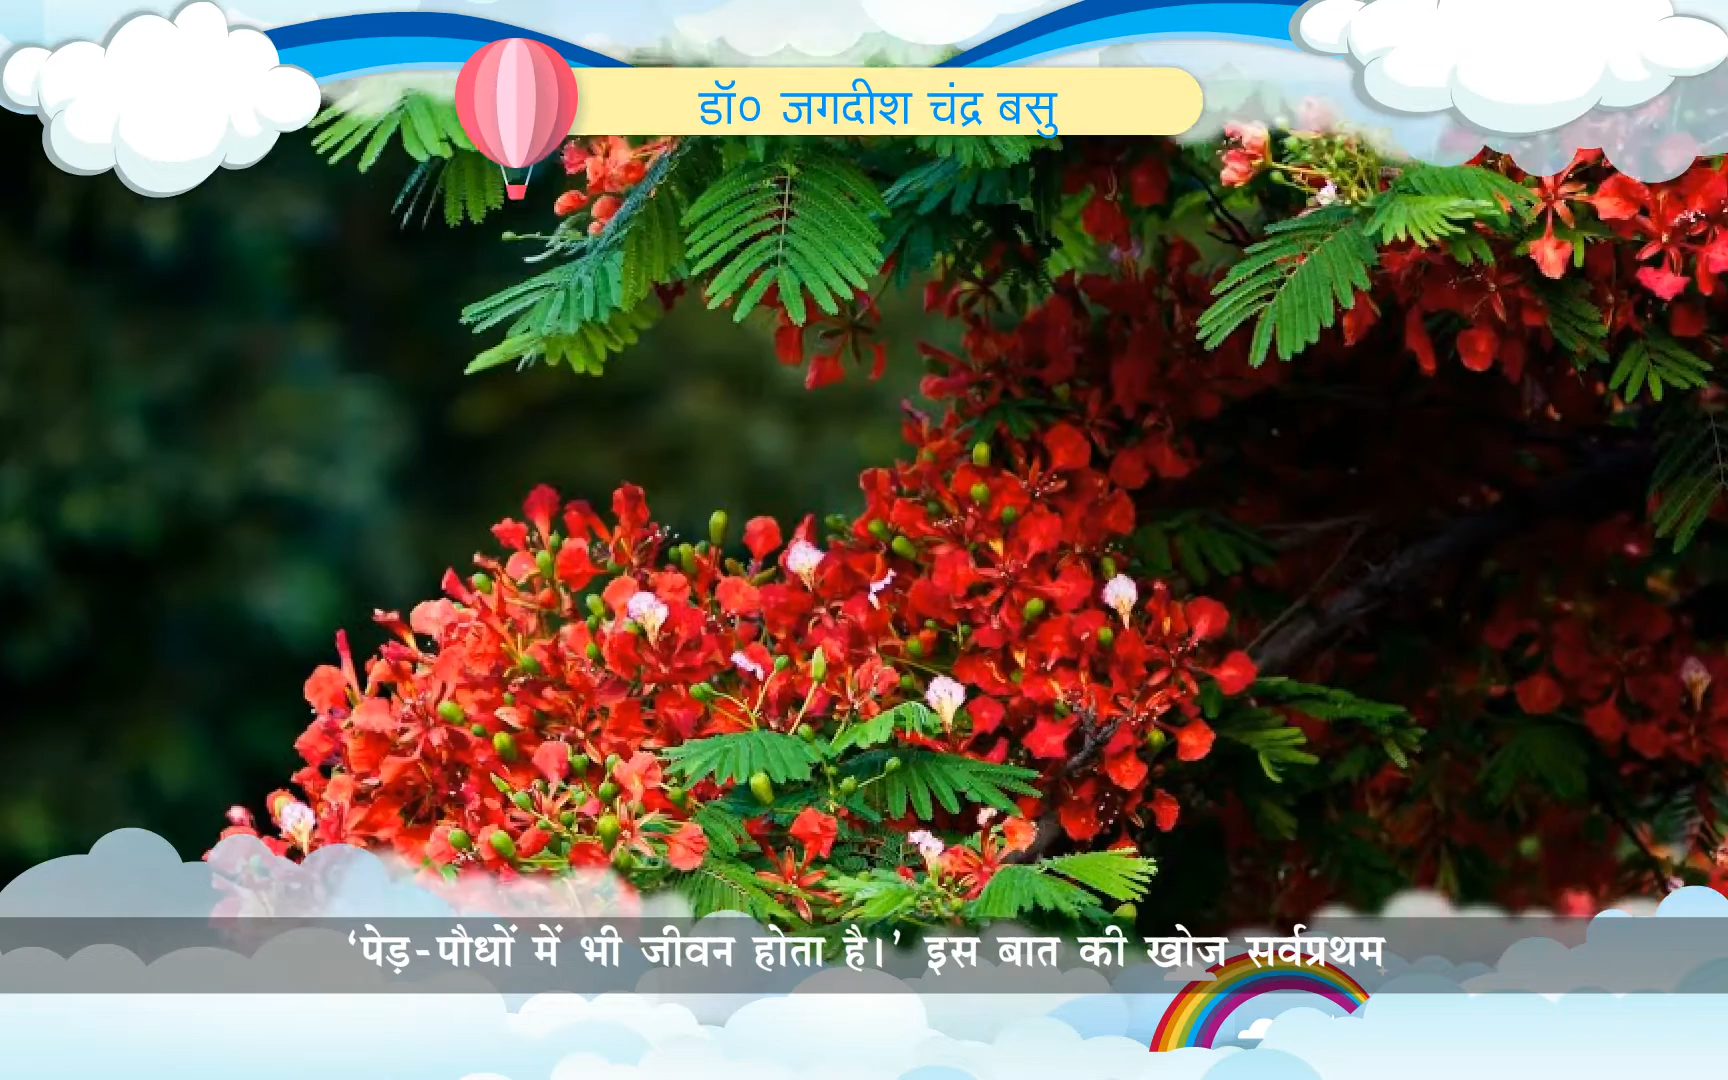 डॉ० जगदीश चंद्र बसु
‘पेड़-पौधों में भी जीवन होता है।’ इस बात की खोज सर्वप्रथम